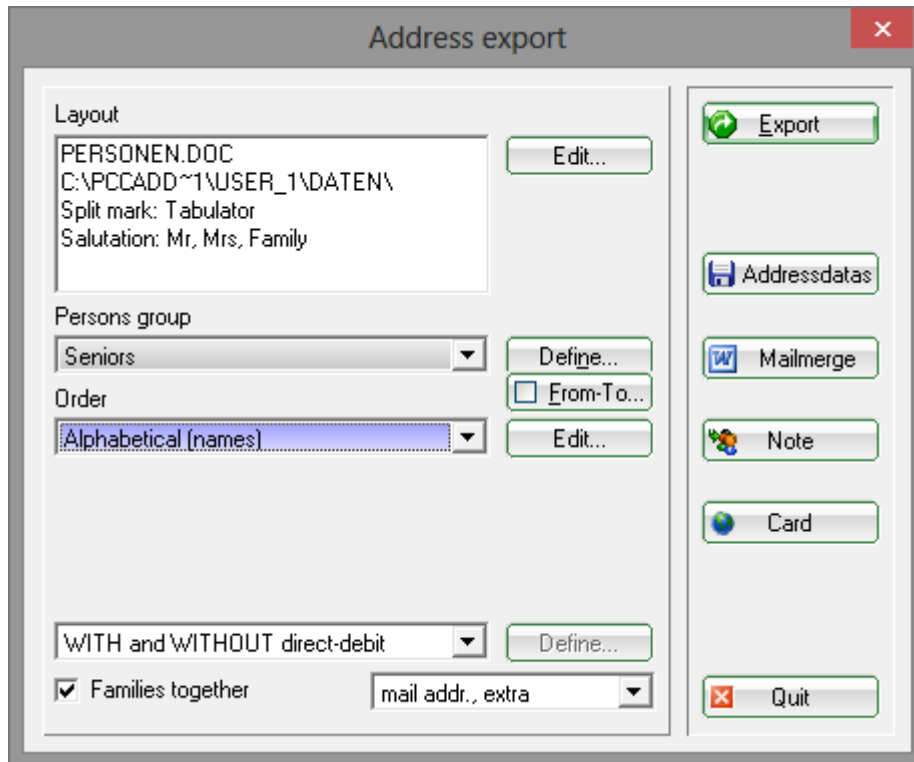 Address export
Layout
PERSONEN.DOC
C:\PCCADD~1\USER_1\DATEN\
Split mark: Tabulator
Salutation: Mr, Mrs, Family
Edit...
Persons group
Seniors
Define...
From-To...
Order
Alphabetical (names)
Edit...
WITH and WITHOUT direct-debit
Define...
Families together
mail addr., extra
Export
Addressdatas
Mailmerge
Note
Card
Quit